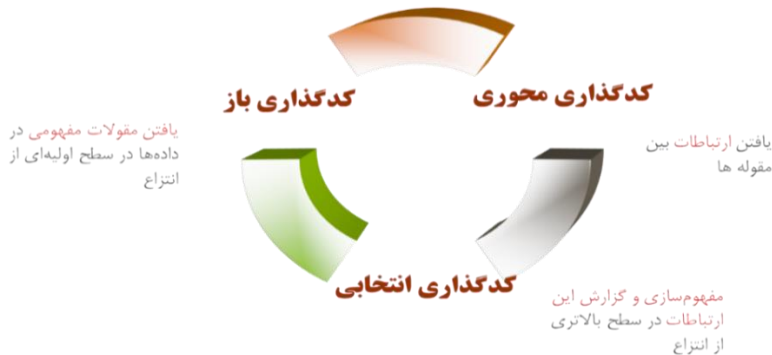 کدگذاری محوری
کدگذاری باز
یافتن مقولات مفهومی در
داده‌ها در سطح اولیه‌ای از
انتزاع
یافتن ارتباطات بین
مقوله ها
کدگذاری انتخابی
مفهوم‌سازی و گزارش این
ارتباطات در سطح بالاتری
از انتزاع